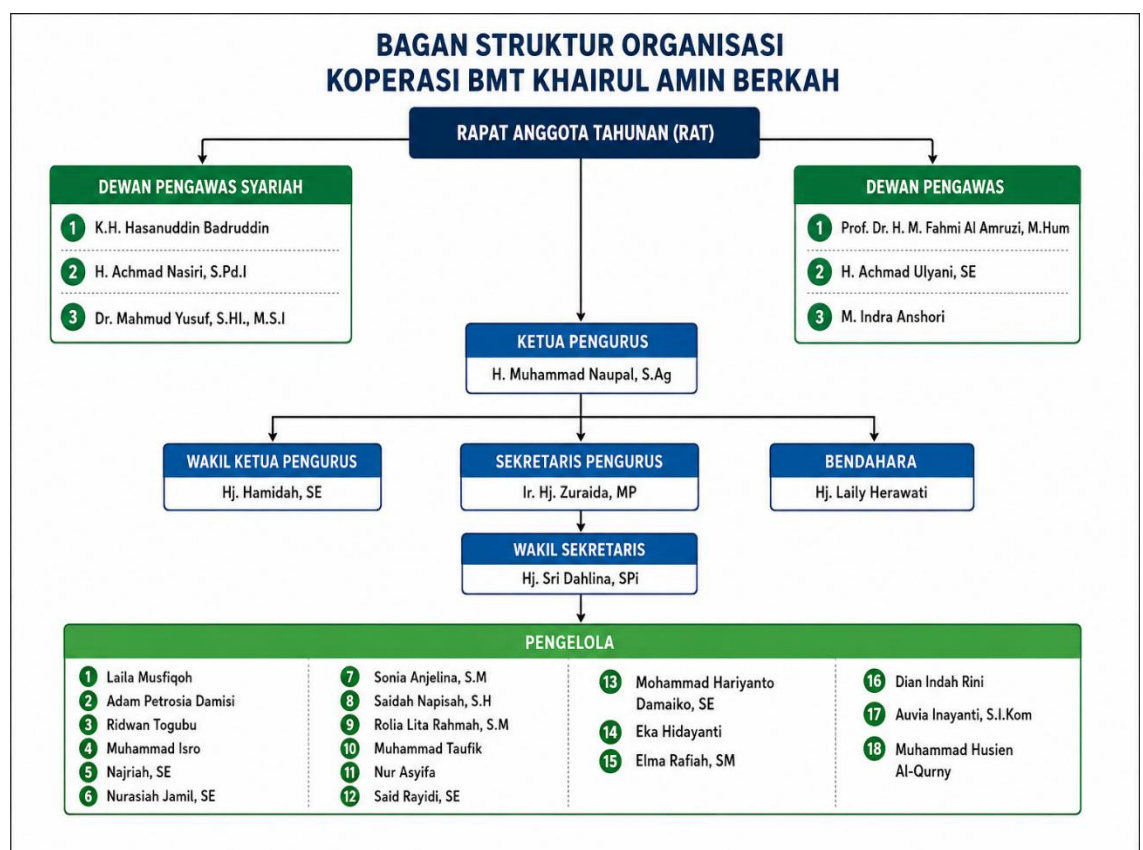 BAGAN STRUKTUR ORGANISASI
KOPERASI BMT KHAIRUL AMIN BERKAH
RAPAT ANGGOTA TAHUNAN (RAT)
DEWAN PENGAWAS SYARIAH
1 K.H. Hasanuddin Badruddin
2 H. Achmad Nasiri, S.Pd.I
3 Dr. Mahmud Yusuf, S.HI., M.S.I
DEWAN PENGAWAS
1 Prof. Dr. H. M. Fahmi Al Amruzi, M.Hum
2 H. Achmad Ulyani, SE
3 M. Indra Anshori
KETUA PENGURUS
H. Muhammad Naupal, S.Ag
WAKIL KETUA PENGURUS
Hj. Hamidah, SE
SEKRETARIS PENGURUS
Ir. Hj. Zuraida, MP
BENDAHARA
Hj. Laily Herawati
WAKIL SEKRETARIS
Hj. Sri Dahlina, SPi
PENGELOLA
1 Laila Musfiqoh
2 Adam Petrosia Damisi
3 Ridwan Togubu
4 Muhammad Isro
5 Najriah, SE
6 Nurasiah Jamil, SE
7 Sonia Anjelina, S.M
8 Saidah Napisah, S.H
9 Rolia Lita Rahmah, S.M
10 Muhammad Taufik
11 Nur Asyifa
12 Said Rayidi, SE
13 Mohammad Hariyanto
Damaiko, SE
14 Eka Hidayanti
15 Elma Rafiah, SM
16 Dian Indah Rini
17 Auvia Inayanti, S.I.Kom
18 Muhammad Husien
Al-Qurny